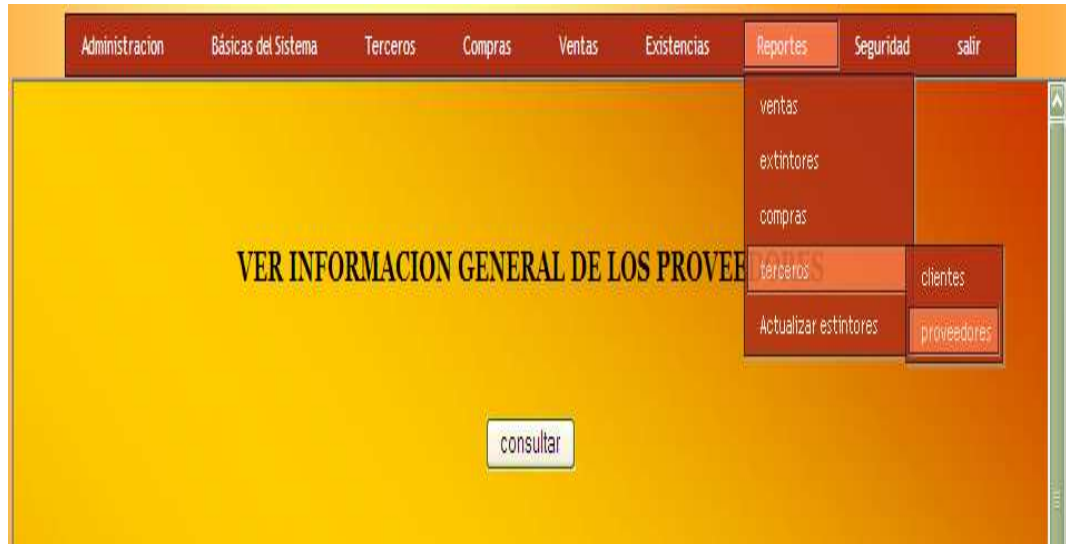 Administracion Básicas del Sistema Terceros Compras Ventas Existencias Reportes Seguridad salir
ventas
extintores
compras
VER INFORMACION GENERAL DE LOS PROVEEDORES
terceros
clientes
Actualizar estintores
proveedores
consultar